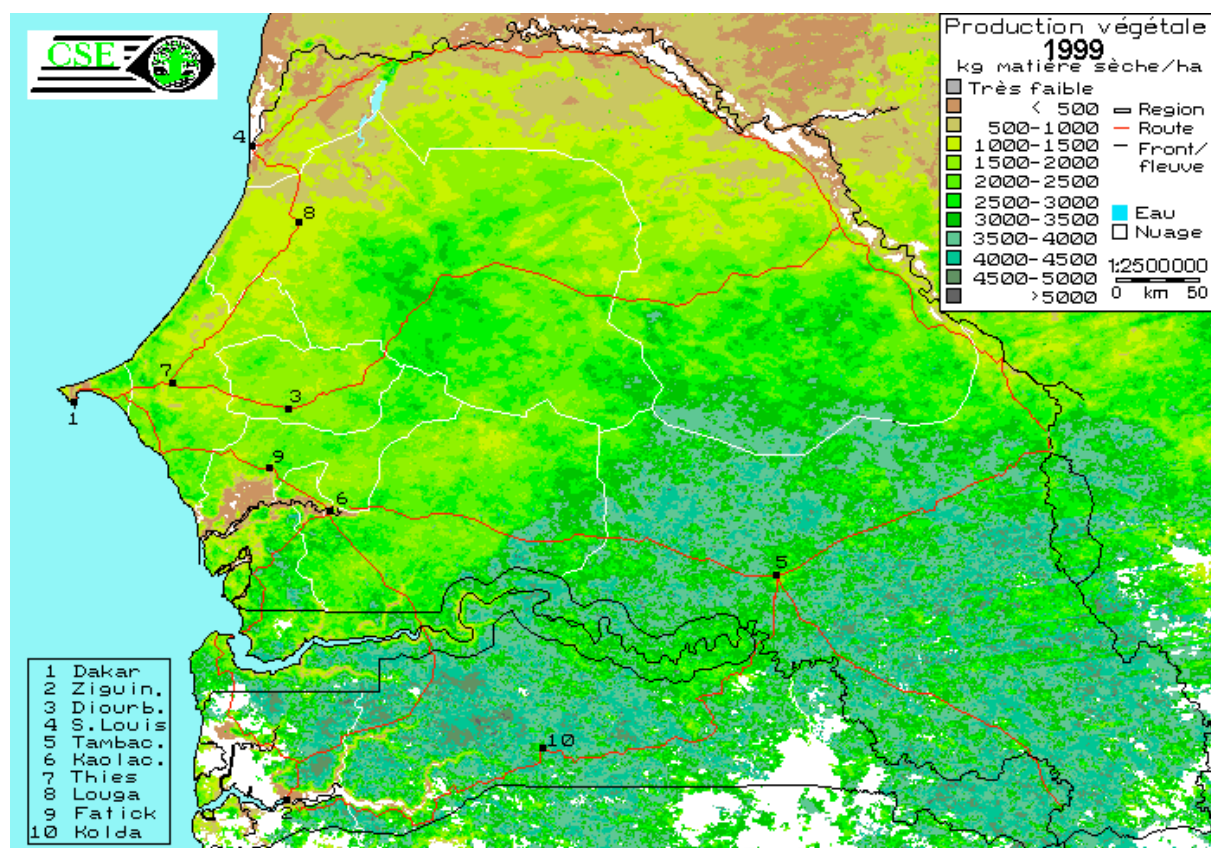 CSE
Production végétale
1999
kg matière sèche/ha
Très faible
< 500
500-1000
1000-1500
1500-2000
2000-2500
2500-3000
3000-3500
3500-4000
4000-4500
4500-5000
>5000
Region
Route
Front/
fleuve
Eau
Nuage
1:2500000
0 km 50
4
8
7
3
1
9
6
5
10
2
1 Dakar
2 Ziguin.
3 Diourb.
4 S.Louis
5 Tambac.
6 Kaolac.
7 Thies
8 Louga
9 Fatick
10 Kolda